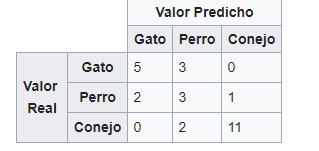 Valor Predicho
Gato Perro Conejo
Valor Real
Gato 5 3 0
Perro 2 3 1
Conejo 0 2 11